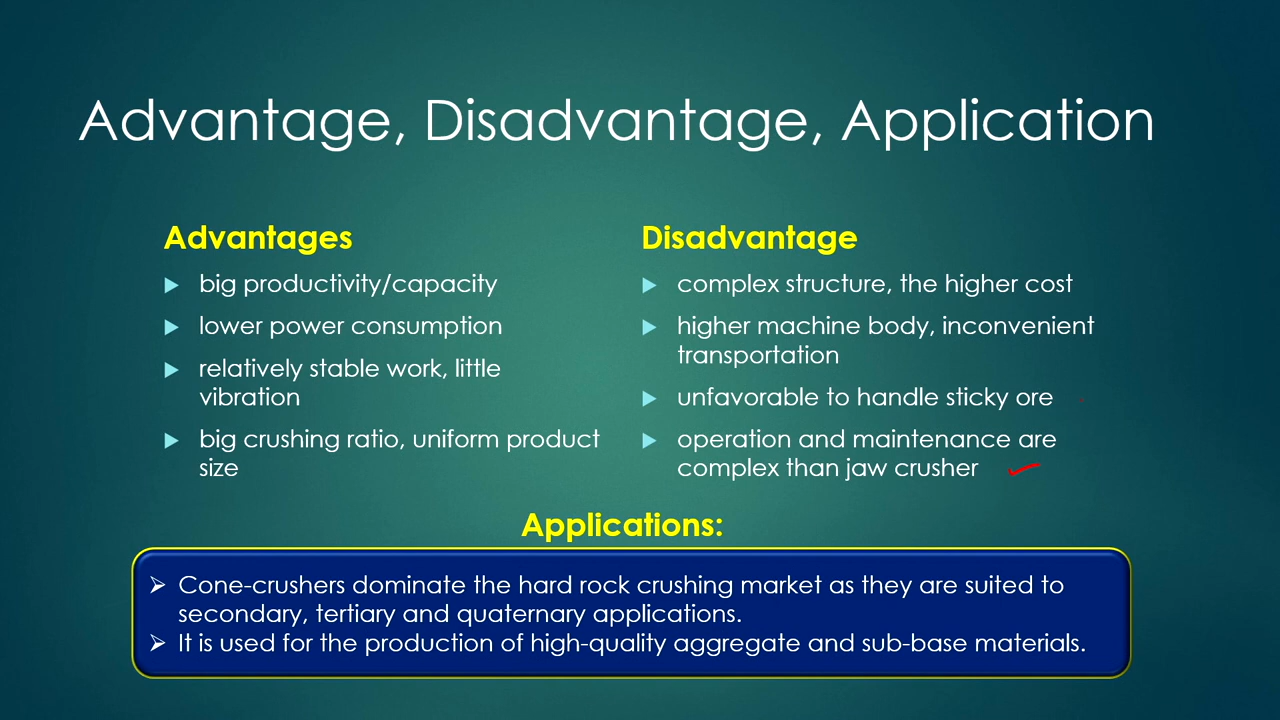 Advantage, Disadvantage, Application
Advantages
big productivity/capacity
lower power consumption
relatively stable work, little
vibration
big crushing ratio, uniform product
size
Disadvantage
complex structure, the higher cost
higher machine body, inconvenient
transportation
unfavorable to handle sticky ore
operation and maintenance are
complex than jaw crusher
Applications:
Cone-crushers dominate the hard rock crushing market as they are suited to
secondary, tertiary and quaternary applications.
It is used for the production of high-quality aggregate and sub-base materials.